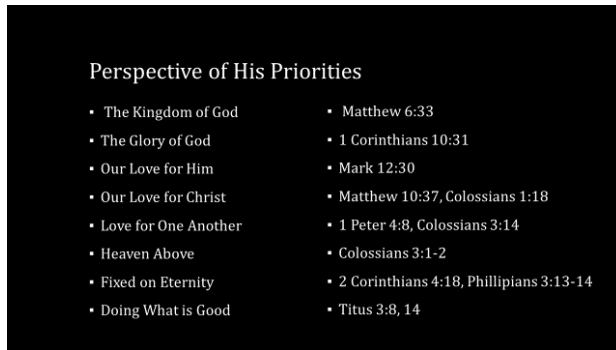 Perspective of His Priorities
▪ The Kingdom of God ▪ Matthew 6:33
▪ The Glory of God ▪ 1 Corinthians 10:31
▪ Our Love for Him ▪ Mark 12:30
▪ Our Love for Christ ▪ Matthew 10:37, Colossians 1:18
▪ Love for One Another ▪ 1 Peter 4:8, Colossians 3:14
▪ Heaven Above ▪ Colossians 3:1-2
▪ Fixed on Eternity ▪ 2 Corinthians 4:18, Phillipians 3:13-14
▪ Doing What is Good ▪ Titus 3:8, 14